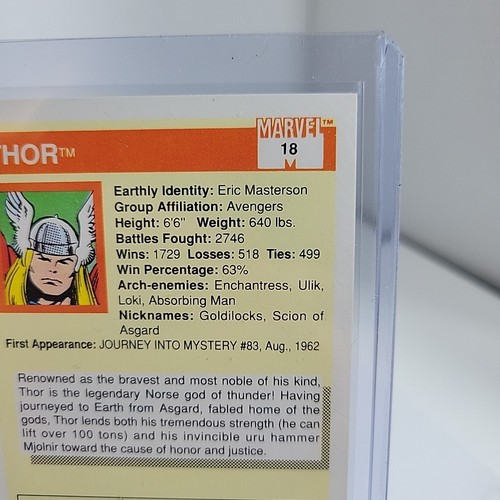 MARVEL™
THOR™
18
Earthly Identity: Eric Masterson
Group Affiliation: Avengers
Height: 6'6" Weight: 640 lbs.
Battles Fought: 2746
Wins: 1729 Losses: 518 Ties: 499
Win Percentage: 63%
Arch-enemies: Enchantress, Ulik,
Loki, Absorbing Man
Nicknames: Goldilocks, Scion of
Asgard
First Appearance: JOURNEY INTO MYSTERY #83, Aug., 1962
Renowned as the bravest and most noble of his kind,
Thor is the legendary Norse god of thunder! Having
journeyed to Earth from Asgard, fabled home of the
gods, Thor lends both his tremendous strength (he can
lift over 100 tons) and his invincible uru hammer
Mjolnir toward the cause of honor and justice.